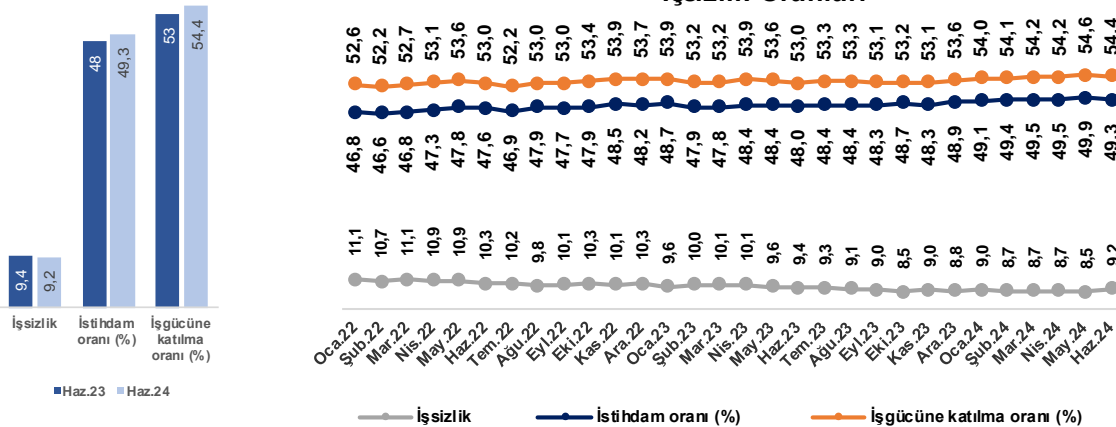 İşsizlik Oranları
9,4
9,2
48
49,3
53
54,4
İşsizlik
İstihdam
oranı (%)
İşgücüne
katılma
oranı (%)
Haz.23
Haz.24
52,6 52,2 52,7 53,1 53,6 53,0 52,2 53,0 53,0 53,4 53,9 53,7 53,9 53,2 53,2 53,9 53,6 53,0 53,3 53,3 53,1 53,2 53,1 53,6 54,0 54,1 54,2 54,2 54,6 54,4
46,8 46,6 46,8 47,3 47,8 47,6 46,9 47,9 47,7 47,9 48,5 48,2 48,7 47,9 47,8 48,4 48,4 48,0 48,4 48,4 48,3 48,7 48,3 48,9 49,1 49,4 49,5 49,5 49,9 49,3
11,1 10,7 11,1 10,9 10,9 10,3 10,2 9,8 10,1 10,3 10,1 10,3 9,6 10,0 10,1 10,1 9,6 9,4 9,3 9,1 9,0 8,5 9,0 8,8 9,0 8,7 8,7 8,7 8,5 9,2
Oca.22 Şub.22 Mar.22 Nis.22 May.22 Haz.22 Tem.22 Ağu.22 Eyl.22 Eki.22 Kas.22 Ara.22 Oca.23 Şub.23 Mar.23 Nis.23 May.23 Haz.23 Tem.23 Ağu.23 Eyl.23 Eki.23 Kas.23 Ara.23 Oca.24 Şub.24 Mar.24 Nis.24 May.24 Haz.24
İşsizlik
İstihdam oranı (%)
İşgücüne katılma oranı (%)